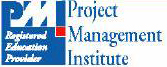 PMI
Registered
Education
Provider
Project
Management
Institute